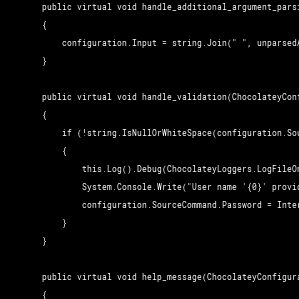 public virtual void handle_additional_argument_parsi
{
configuration.Input = string.Join(" ", unparsedA
}
public virtual void handle_validation(ChocolateyConf
{
if (!string.IsNullOrWhiteSpace(configuration.Sou
{
this.Log().Debug(ChocolateyLoggers.LogFileOn
System.Console.Write("User name '{0}' provid
configuration.SourceCommand.Password = Inter
}
}
public virtual void help_message(ChocolateyConfigura
{